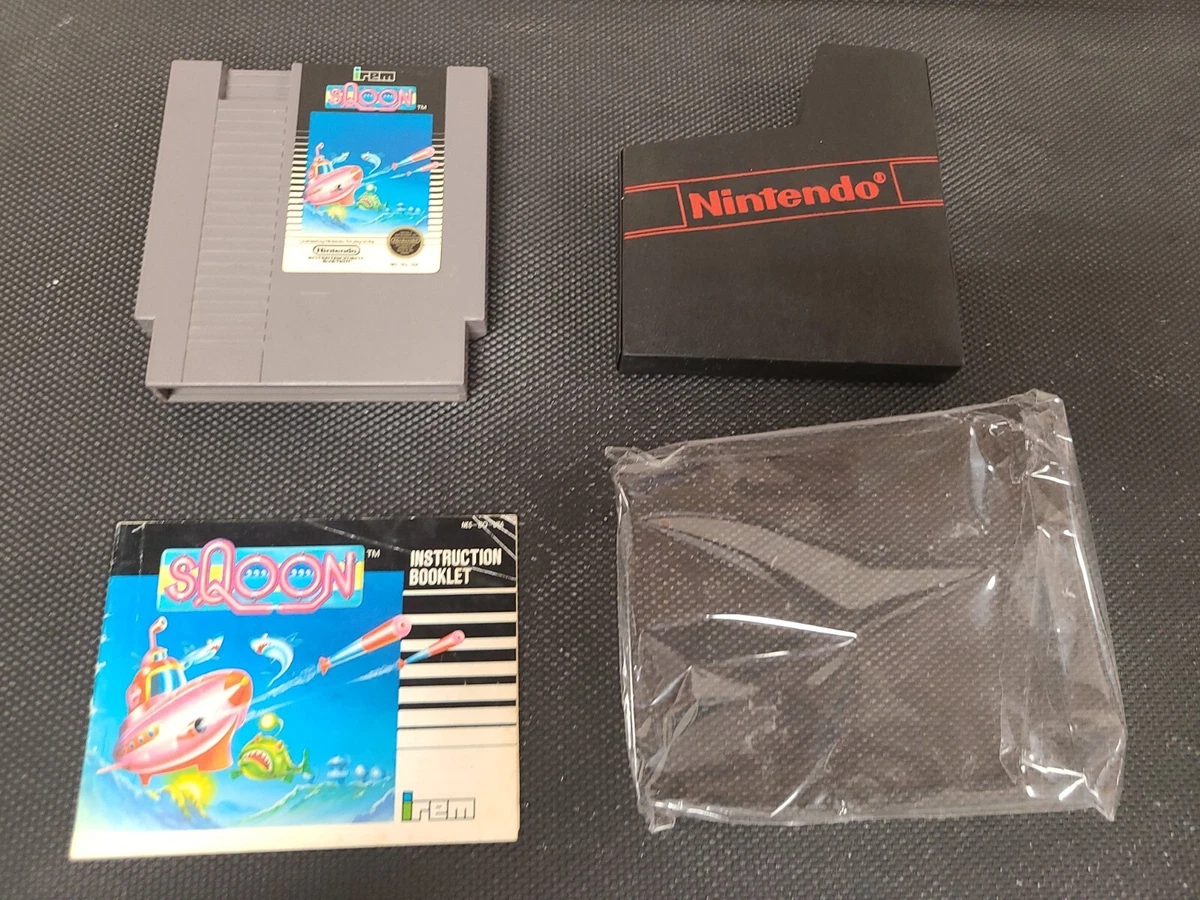 irem
SQOON TM
Nintendo
Nintendo®
SQOON TM
INSTRUCTION
BOOKLET
irem